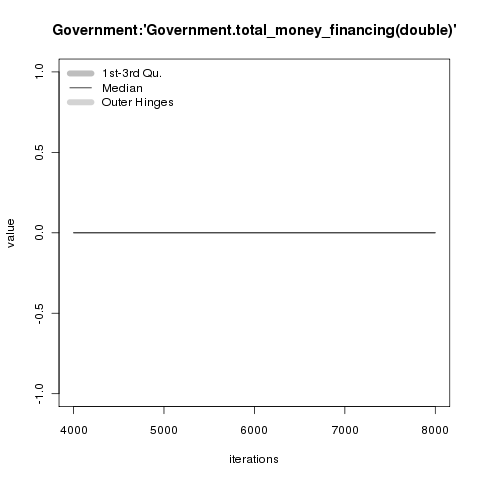 Government:'Government.total_money_financing(double)'
1st-3rd Qu.
Median
Outer Hinges
1.0
0.5
0.0
-0.5
-1.0
value
4000 5000 6000 7000 8000
iterations